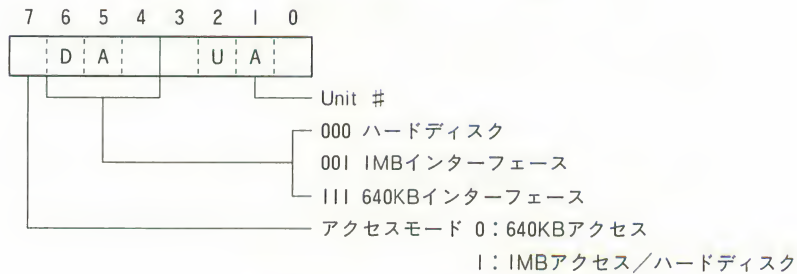 7 6 5 4 3 2 1 0
D A U A
Unit #
000 ハードディスク
001 1MBインターフェース
111 640KBインターフェース
アクセスモード 0：640KBアクセス
1：1MBアクセス／ハードディスク